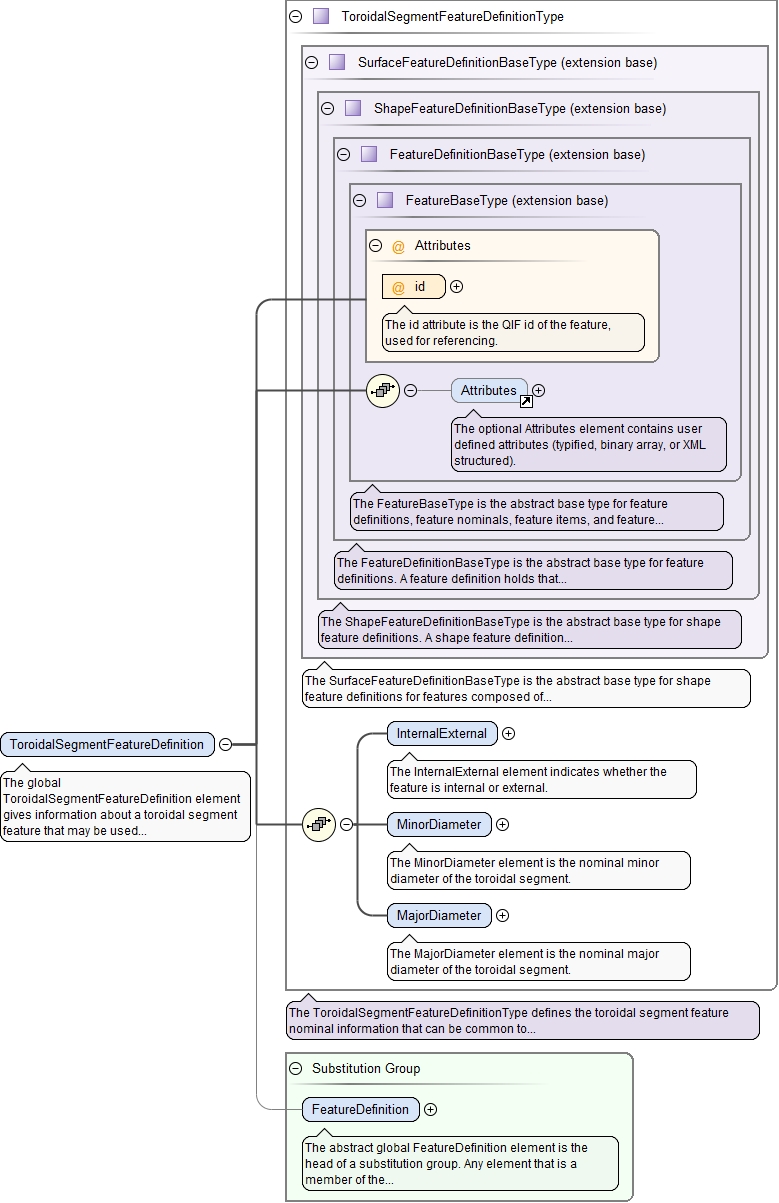 ToroidalSegmentFeatureDefinitionType
SurfaceFeatureDefinitionBaseType (extension base)
ShapeFeatureDefinitionBaseType (extension base)
FeatureDefinitionBaseType (extension base)
FeatureBaseType (extension base)
@ Attributes
@ id
The id attribute is the QIF id of the feature,
used for referencing.
Attributes
The optional Attributes element contains user
defined attributes (typified, binary array, or XML
structured).
The FeatureBaseType is the abstract base type for feature
definitions, feature nominals, feature items, and feature...
The FeatureDefinitionBaseType is the abstract base type for feature
definitions. A feature definition holds that...
The ShapeFeatureDefinitionBaseType is the abstract base type for shape
feature definitions. A shape feature definition...
The SurfaceFeatureDefinitionBaseType is the abstract base type for shape
feature definitions for features composed of...
ToroidalSegmentFeatureDefinition
The global
ToroidalSegmentFeatureDefinition element
gives information about a toroidal segment
feature that may be used...
InternalExternal
The InternalExternal element indicates whether the
feature is internal or external.
MinorDiameter
The MinorDiameter element is the nominal minor
diameter of the toroidal segment.
MajorDiameter
The MajorDiameter element is the nominal major
diameter of the toroidal segment.
The ToroidalSegmentFeatureDefinitionType defines the toroidal segment feature
nominal information that can be common to...
Substitution Group
FeatureDefinition
The abstract global FeatureDefinition element is the
head of a substitution group. Any element that is a
member of the...